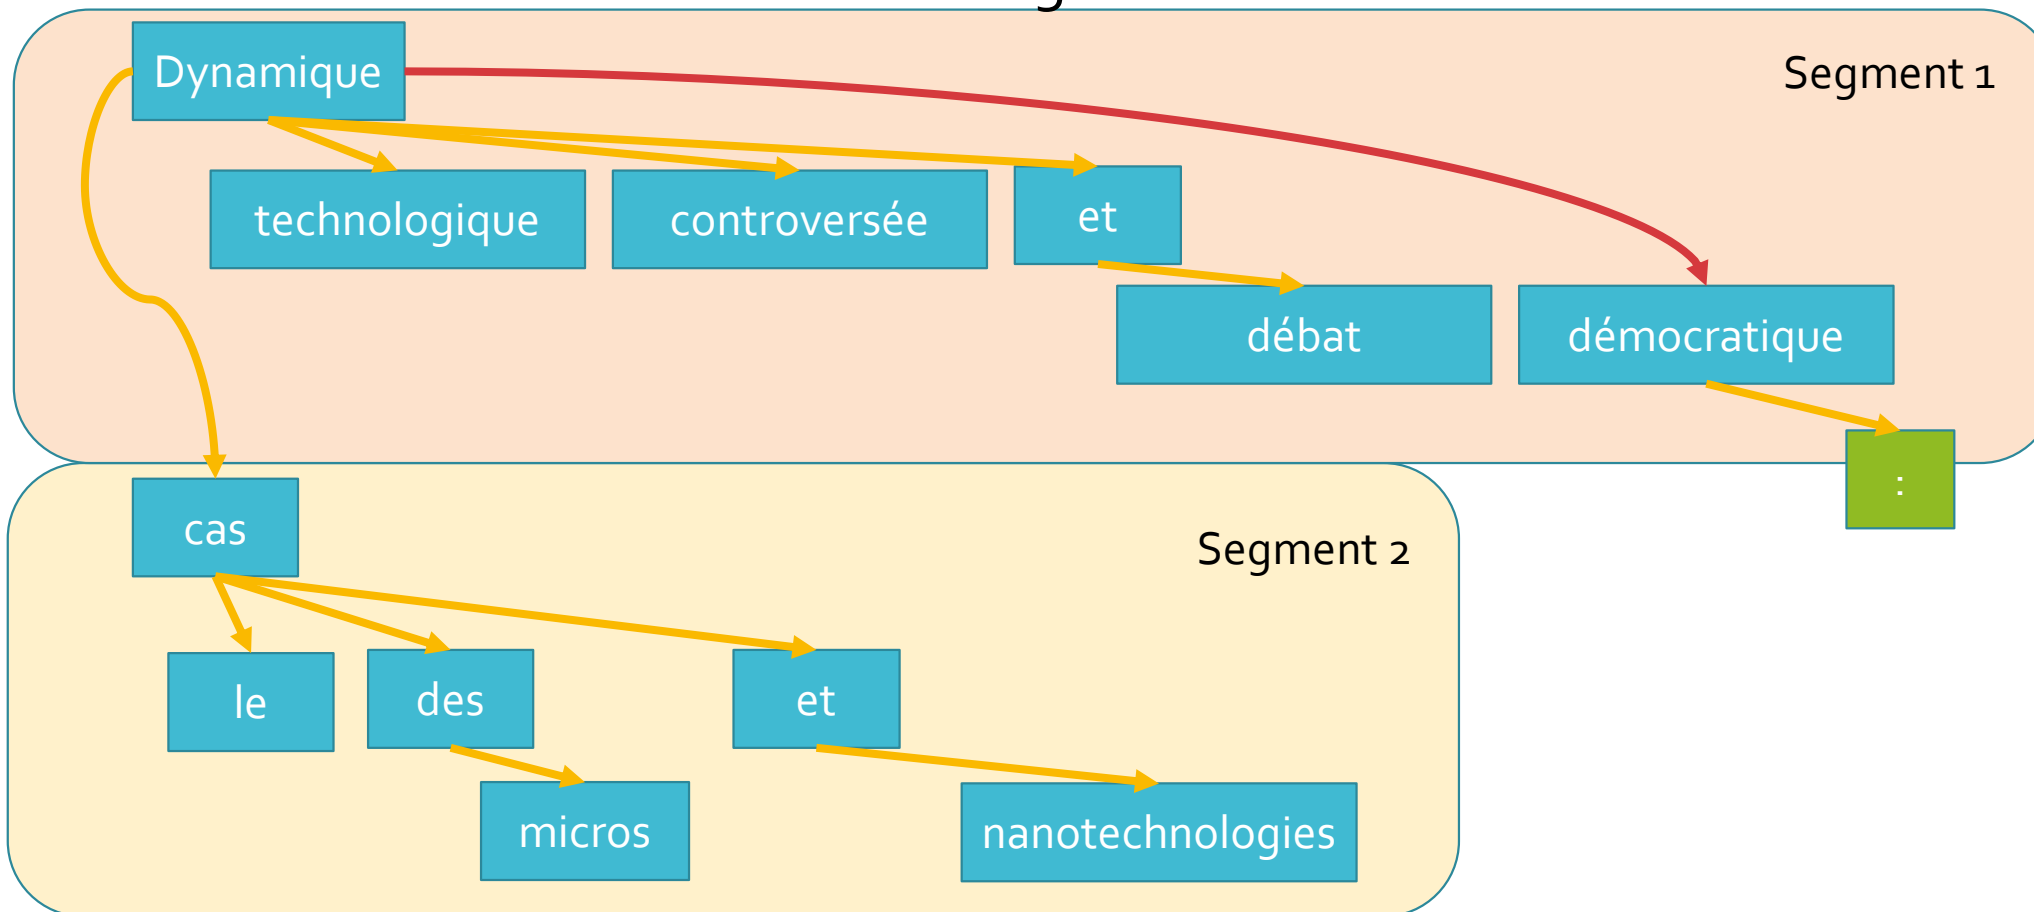 Dynamique
Segment 1
technologique controversée et
débat démocratique
:
cas
Segment 2
le des et
micros nanotechnologies